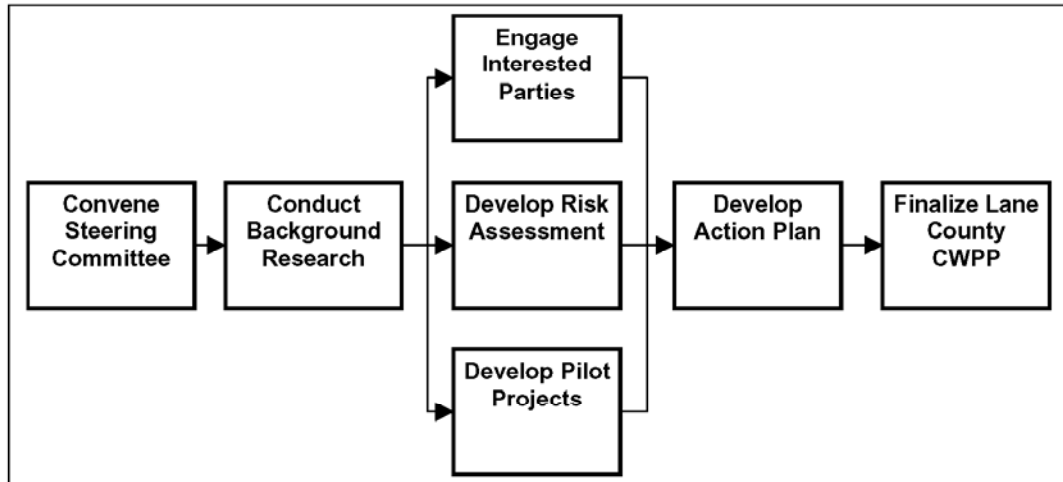 Convene
Steering
Committee
Conduct
Background
Research
Engage
Interested
Parties
Develop Risk
Assessment
Develop Pilot
Projects
Develop
Action Plan
Finalize Lane
County
CWPP